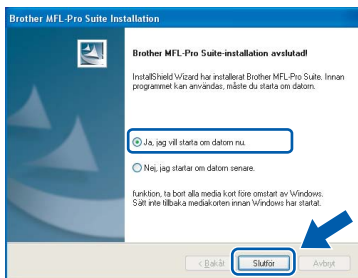 Brother MFL-Pro Suite Installation
Brother MFL-Pro Suite-installation avslutad!
InstallShield Wizard har installerat Brother MFL-Pro Suite. Innan
programmet kan användas, måste du starta om datorn.
Ja, jag vill starta om datorn nu.
Nej, jag startar om datorn senare.
funktion, ta bort alla media kort före omstart av Windows.
Sätt inte tillbaka mediakorten innan Windows har startat.
< Bakåt
Slutför
Avbryt